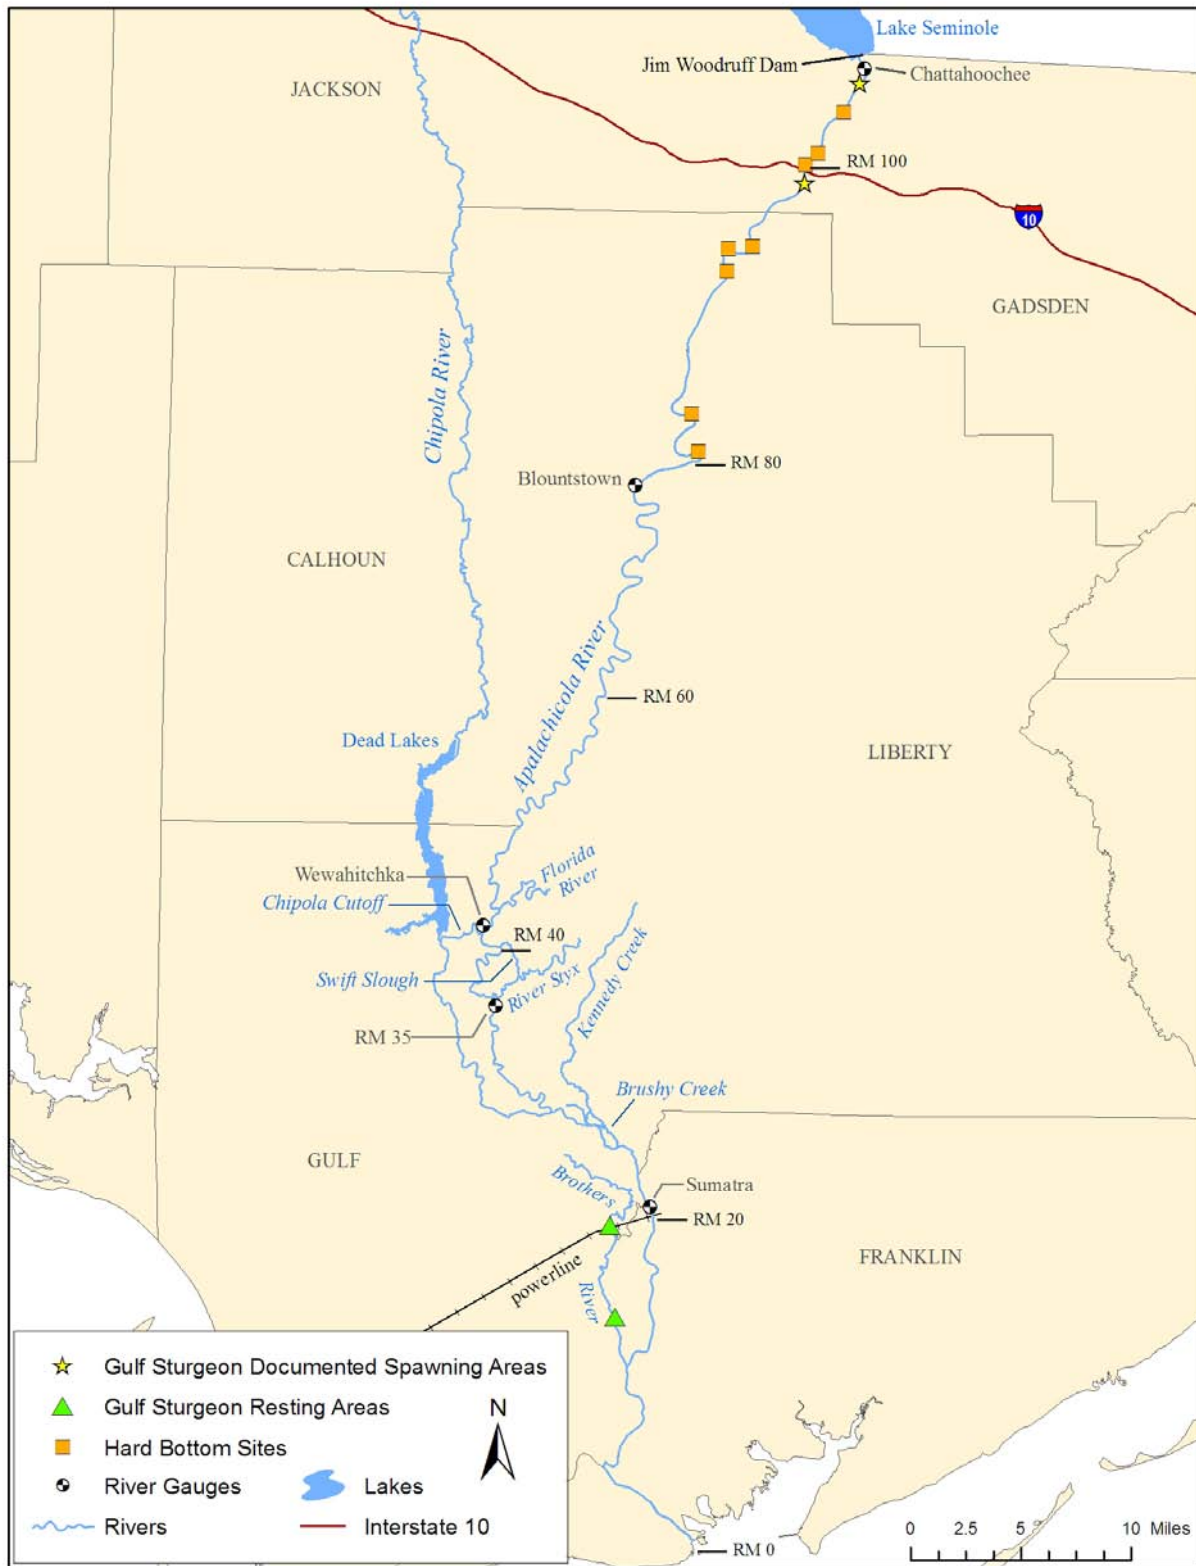 Lake Seminole
Jim Woodruff Dam
Chattahoochee
JACKSON
RM 100
10
GADSDEN
Chipola River
RM 80
Blountstown
CALHOUN
Apalachicola River
RM 60
Dead Lakes
LIBERTY
Florida
River
Wewahitchka
Chipola Cutoff
RM 40
Kennedy Creek
Swift Slough
River Styx
RM 35
Brushy Creek
GULF
Brothers
Sumatra
RM 20
FRANKLIN
powerline
River
Gulf Sturgeon Documented Spawning Areas
Gulf Sturgeon Resting Areas
N
Hard Bottom Sites
River Gauges
Lakes
Rivers
Interstate 10
0 2.5 5 10 Miles
RM 0